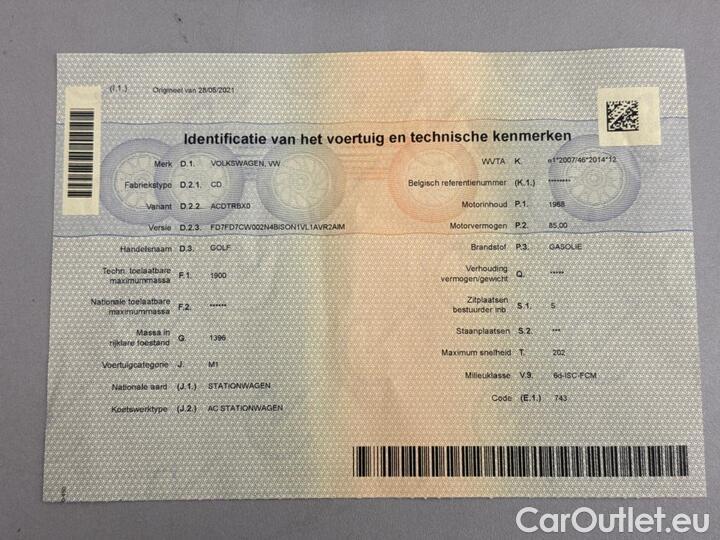 (I.1.) Origineel van 28/05/2021
Identificatie van het voertuig en technische kenmerken
Merk D.1. VOLKSWAGEN, VW
Fabriekstype D.2.1. CD
Variant D.2.2. ACDTRBX0
Versie D.2.3. FD7FD7CW002N4BISON1VL1AVR2AIM
Handelsnaam D.3. GOLF
Techn. toelaatbare
maximummassa F.1. 1900
Nationale toelaatbare
maximummassa F.2. ******
Massa in
rijklare toestand G. 1396
Voertuigcategorie J. M1
Nationale aard (J.1.) STATIONWAGEN
Koetswerktype (J.2.) AC STATIONWAGEN
WVTA K. e1*2007/46*2014*12
Belgisch referentienummer (K.1.) ********
Motorinhoud P.1. 1968
Motorvermogen P.2. 85,00
Brandstof P.3. GASOLIE
Verhouding
vermogen/gewicht Q. *****
Zitplaatsen
bestuurder inb. S.1. 5
Staanplaatsen S.2. ***
Maximum snelheid T. 202
Milieuklasse V.9. 6d-ISC-FCM
Code (E.1.) 743
CarOutlet.eu